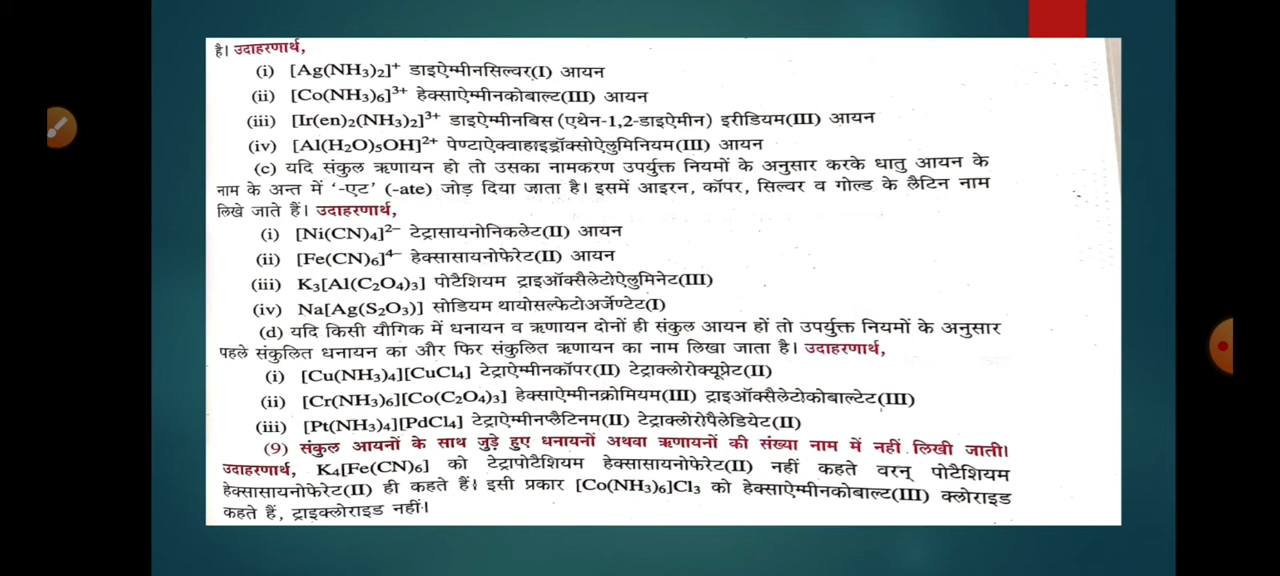 है। उदाहरणार्थ,
(i) [Ag(NH₃)₂]⁺ डाइऐम्मीनसिल्वर(I) आयन
(ii) [Co(NH₃)₆]³⁺ हेक्साऐम्मीनकोबाल्ट(III) आयन
(iii) [Ir(en)₂(NH₃)₂]³⁺ डाइऐम्मीनबिस (एथेन-1,2-डाइऐमीन) इरीडियम(III) आयन
(iv) [Al(H₂O)₅OH]²⁺ पेण्टाऐक्वाहाइड्रॉक्सोऐलुमिनियम(III) आयन
(c) यदि संकुल ऋणायन हो तो उसका नामकरण उपर्युक्त नियमों के अनुसार करके धातु आयन के
नाम के अन्त में ‘-एट’ (-ate) जोड़ दिया जाता है। इसमें आइरन, कॉपर, सिल्वर व गोल्ड के लैटिन नाम
लिखे जाते हैं। उदाहरणार्थ,
(i) [Ni(CN)₄]²⁻ टेट्रासायनोनिकलेट(II) आयन
(ii) [Fe(CN)₆]⁴⁻ हेक्सासायनोफेरेट(II) आयन
(iii) K₃[Al(C₂O₄)₃] पोटैशियम ट्राइऑक्सैलेटोऐलुमिनेट(III)
(iv) Na[Ag(S₂O₃)] सोडियम थायोसल्फेटोअर्जेण्टेट(I)
(d) यदि किसी यौगिक में धनायन व ऋणायन दोनों ही संकुल आयन हों तो उपर्युक्त नियमों के अनुसार
पहले संकुलित धनायन का और फिर संकुलित ऋणायन का नाम लिखा जाता है। उदाहरणार्थ,
(i) [Cu(NH₃)₄][CuCl₄] टेट्राऐम्मीनकॉपर(II) टेट्राक्लोरोक्यूप्रेट(II)
(ii) [Cr(NH₃)₆][Co(C₂O₄)₃] हेक्साऐम्मीनक्रोमियम(III) ट्राइऑक्सैलेटोकोबाल्टेट(III)
(iii) [Pt(NH₃)₄][PdCl₄] टेट्राऐम्मीनप्लैटिनम(II) टेट्राक्लोरोपैलेडियेट(II)
(9) संकुल आयनों के साथ जुड़े हुए धनायनों अथवा ऋणायनों की संख्या नाम में नहीं लिखी जाती।
उदाहरणार्थ, K₄[Fe(CN)₆] को टेट्रापोटैशियम हेक्सासायनोफेरेट(II) नहीं कहते वरन् पोटैशियम
हेक्सासायनोफेरेट(II) ही कहते हैं। इसी प्रकार [Co(NH₃)₆]Cl₃ को हेक्साऐम्मीनकोबाल्ट(III) क्लोराइड
कहते हैं, ट्राइक्लोराइड नहीं।